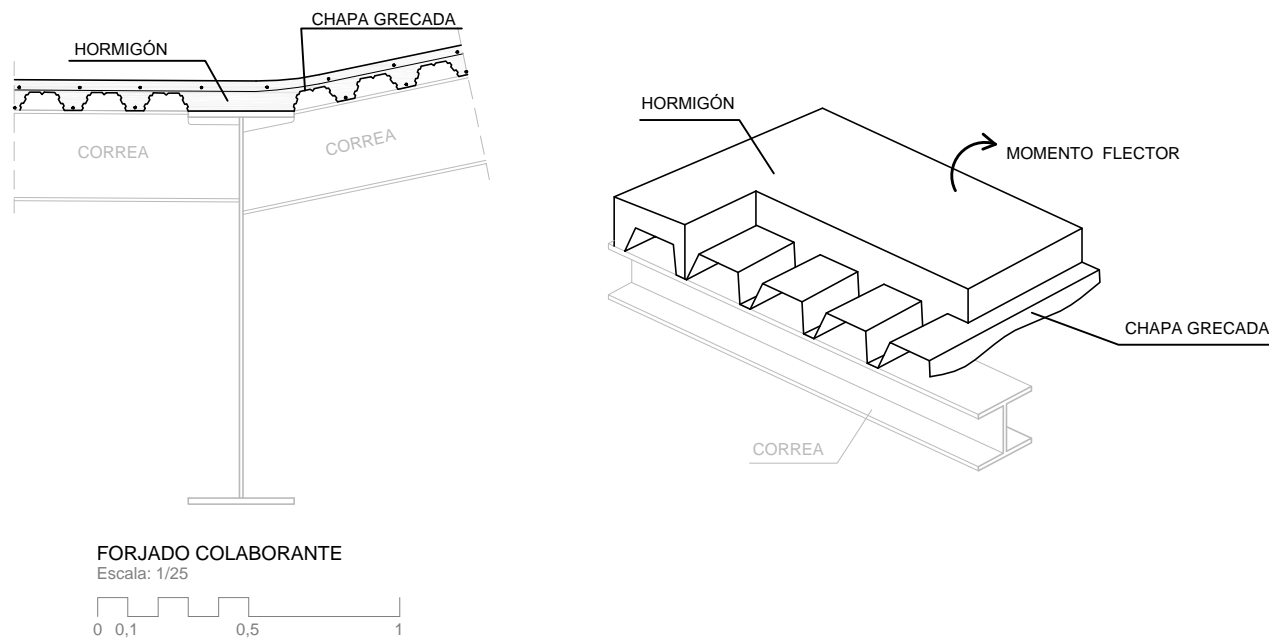 CHAPA GRECADA
HORMIGÓN
CORREA
CORREA
HORMIGÓN
MOMENTO FLECTOR
CHAPA GRECADA
CORREA
FORJADO COLABORANTE
Escala: 1/25
0 0,1 0,5 1